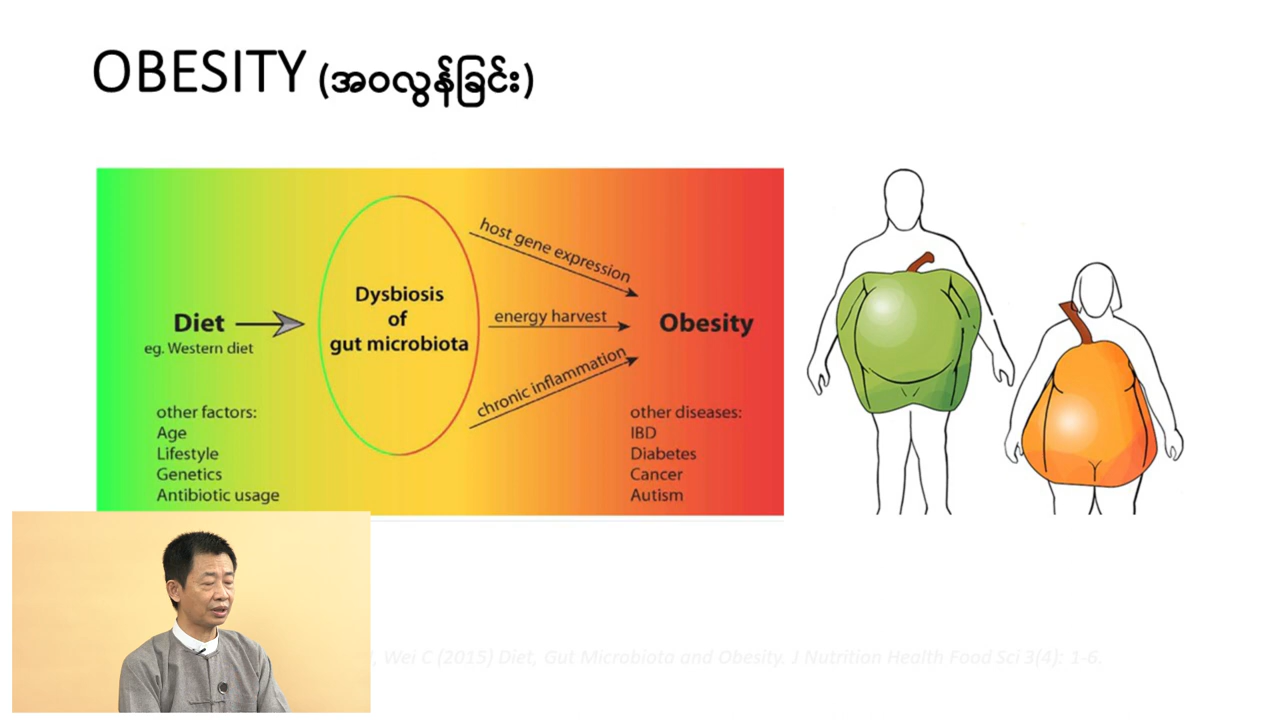 OBESITY (အဝလွန်ခြင်း)
host gene expression
Dysbiosis
of
gut microbiota
Diet
energy harvest
Obesity
eg. Western diet
chronic inflammation
other factors:
Age
Lifestyle
Genetics
Antibiotic usage
other diseases:
IBD
Diabetes
Cancer
Autism
Wei C (2015) Diet, Gut Microbiota and Obesity. J Nutrition Health Food Sci 3(4): 1-6.